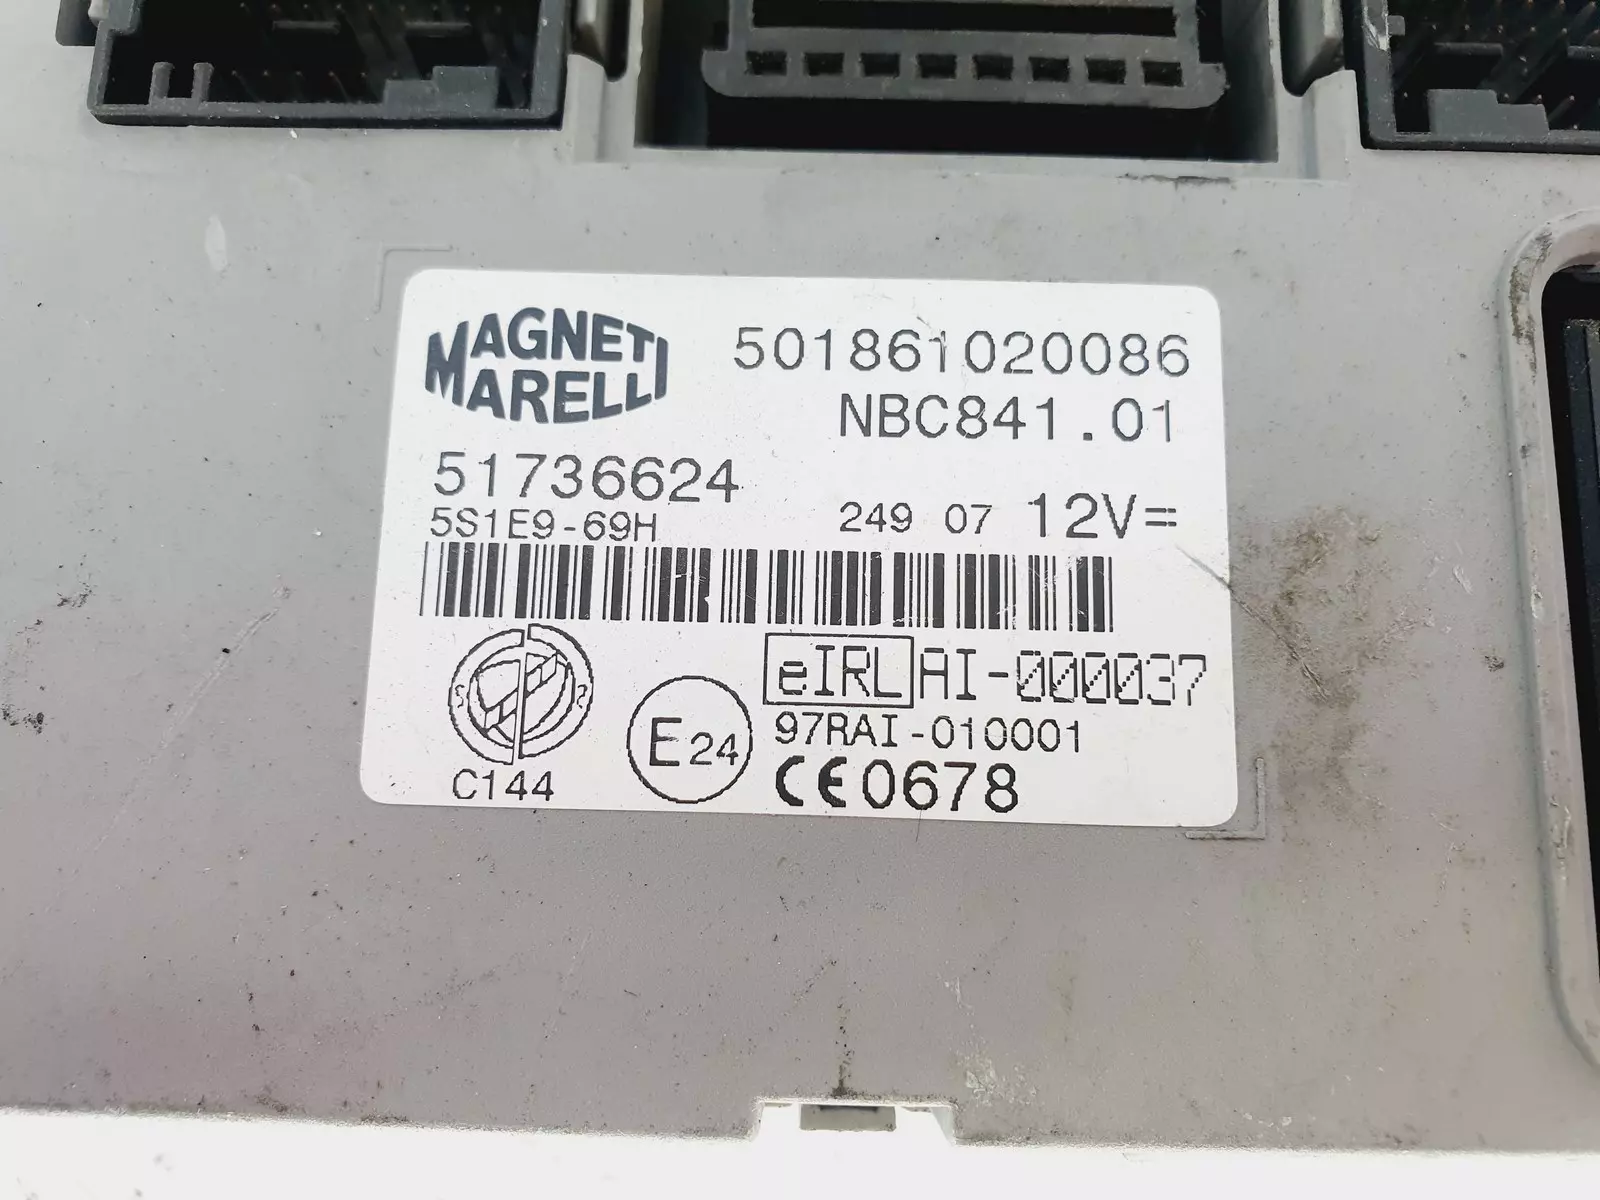 MAGNETI
MARELLI
501861020086
NBC841.01
51736624
5S1E9-69H
249 07 12V=
eIRL AI-000037
97RAI-010001
C144
E24
CE0678